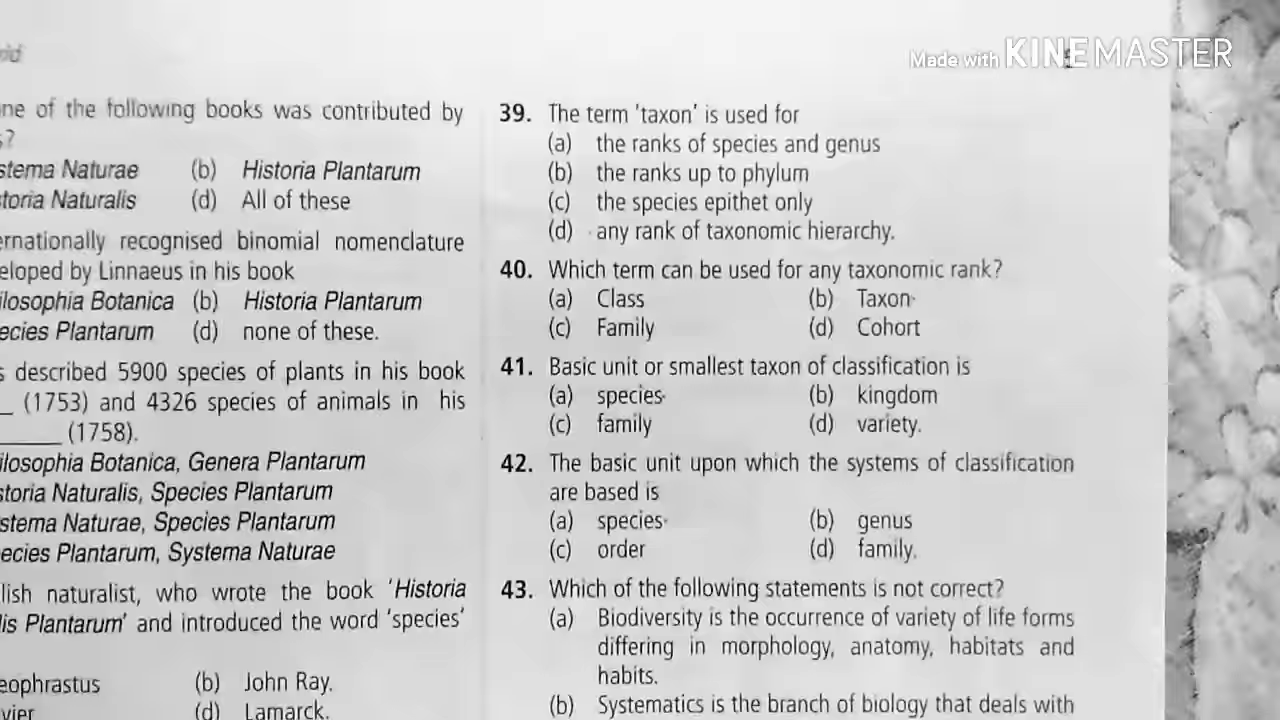 Made with KINEMASTER
ne of the following books was contributed by
?
stema Naturae (b) Historia Plantarum
toria Naturalis (d) All of these
ernationally recognised binomial nomenclature
eloped by Linnaeus in his book
ilosophia Botanica (b) Historia Plantarum
ecies Plantarum (d) none of these.
s described 5900 species of plants in his book
_ (1753) and 4326 species of animals in his
____ (1758).
ilosophia Botanica, Genera Plantarum
storia Naturalis, Species Plantarum
stema Naturae, Species Plantarum
ecies Plantarum, Systema Naturae
lish naturalist, who wrote the book 'Historia
lis Plantarum' and introduced the word 'species'
eophrastus (b) John Ray.
vier (d) Lamarck.
39. The term 'taxon' is used for
(a) the ranks of species and genus
(b) the ranks up to phylum
(c) the species epithet only
(d) any rank of taxonomic hierarchy.
40. Which term can be used for any taxonomic rank?
(a) Class (b) Taxon
(c) Family (d) Cohort
41. Basic unit or smallest taxon of classification is
(a) species (b) kingdom
(c) family (d) variety.
42. The basic unit upon which the systems of classification
are based is
(a) species (b) genus
(c) order (d) family.
43. Which of the following statements is not correct?
(a) Biodiversity is the occurrence of variety of life forms
differing in morphology, anatomy, habitats and
habits.
(b) Systematics is the branch of biology that deals with